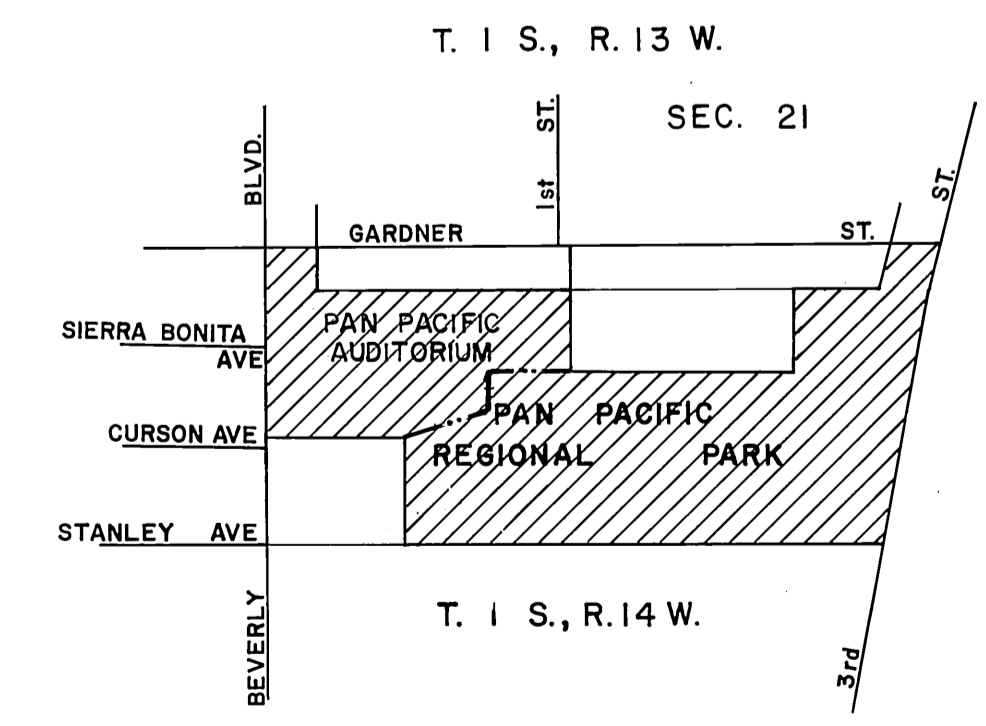 T. 1 S., R. 13 W.
SEC. 21
BLVD.
1st ST.
ST.
GARDNER ST.
SIERRA BONITA
AVE
PAN PACIFIC
AUDITORIUM
CURSON AVE
PAN PACIFIC
REGIONAL PARK
STANLEY AVE
BEVERLY
T. 1 S., R. 14 W.
3rd